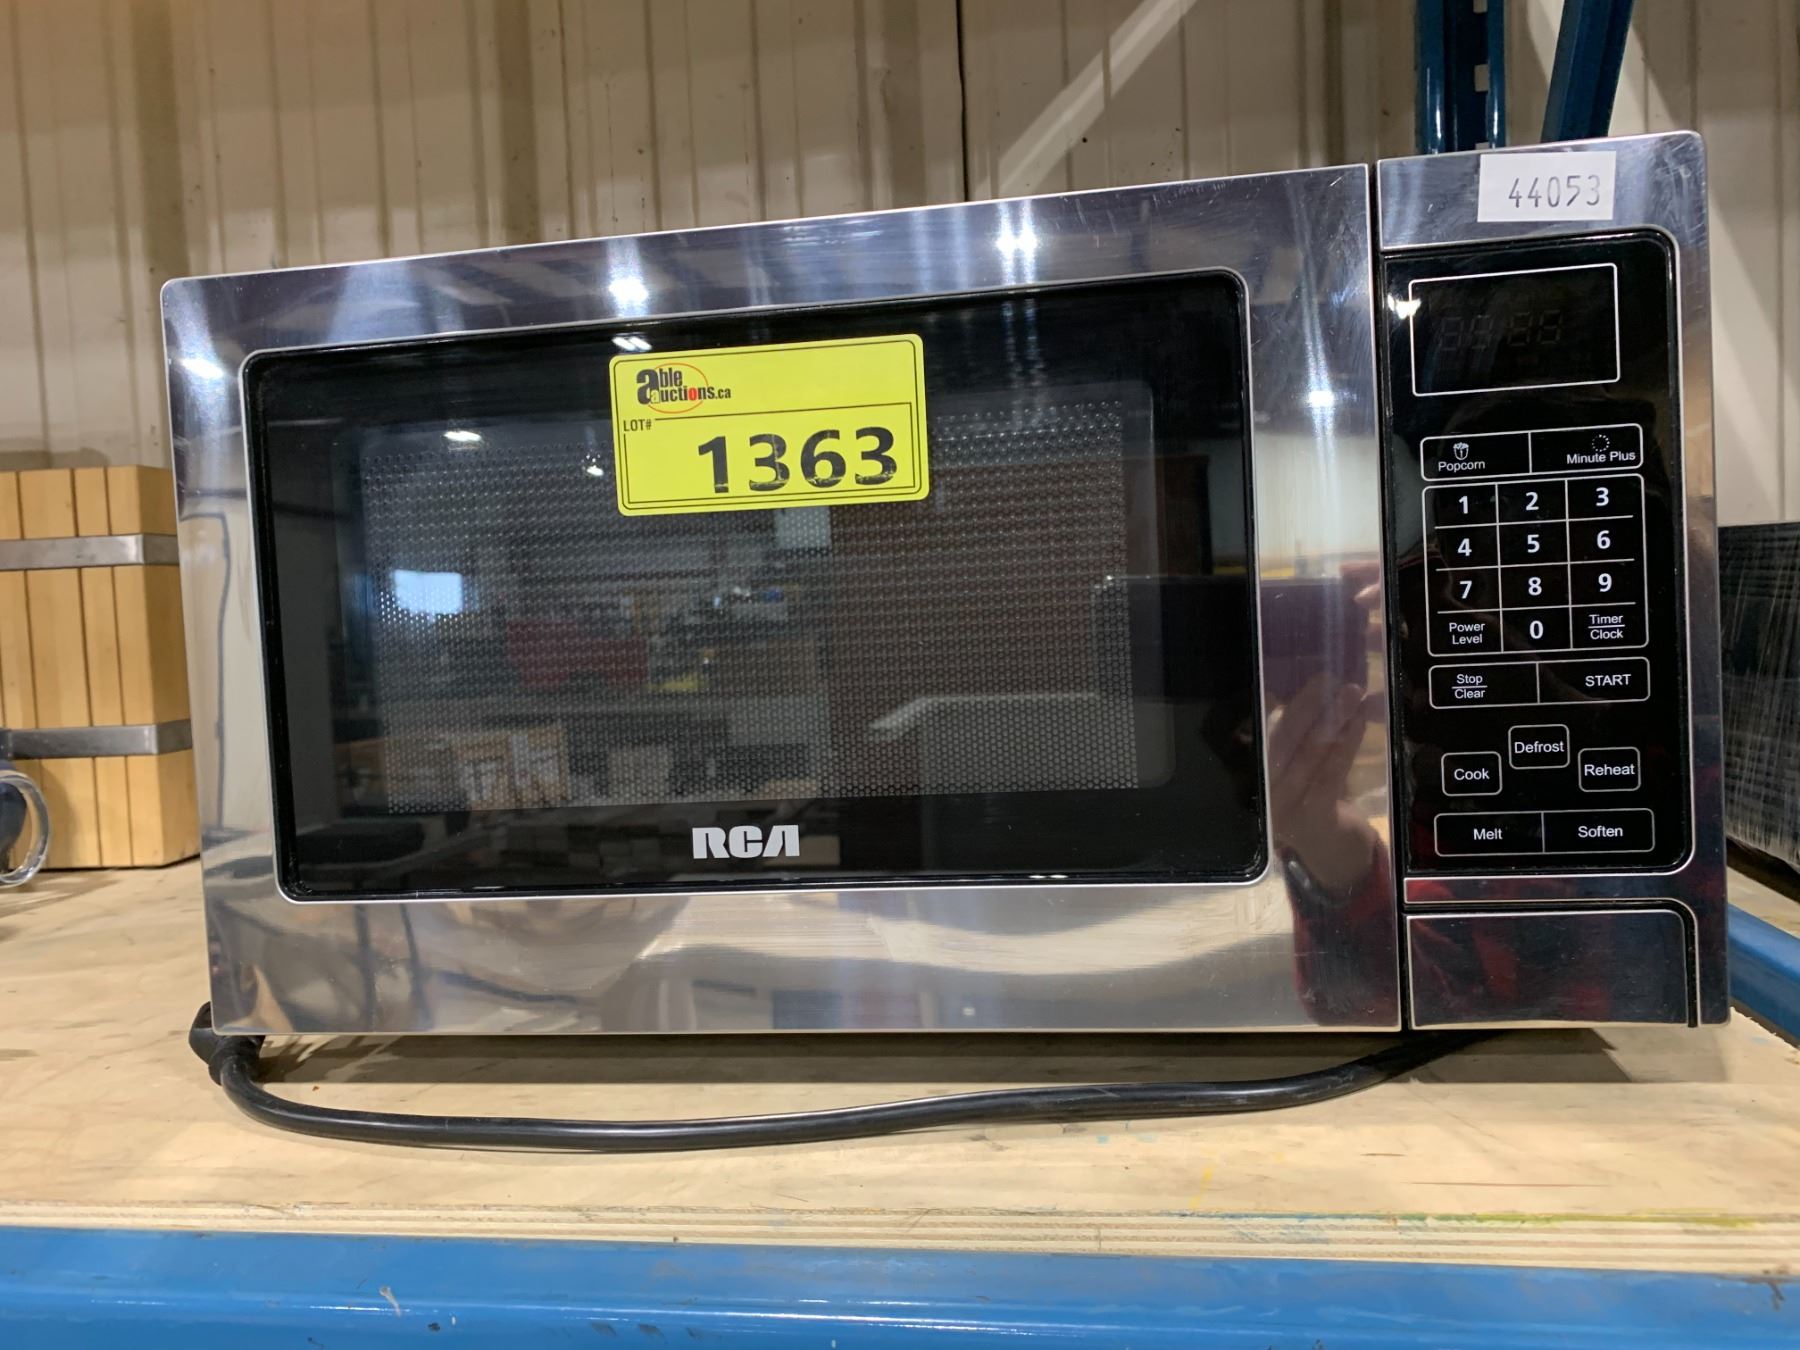 44053
able
auctions.ca
LOT#
1363
Popcorn
Minute Plus
1 2 3
4 5 6
7 8 9
Power
Level
0
Timer
Clock
Stop
Clear
START
Defrost
Cook
Reheat
Melt
Soften
RCA